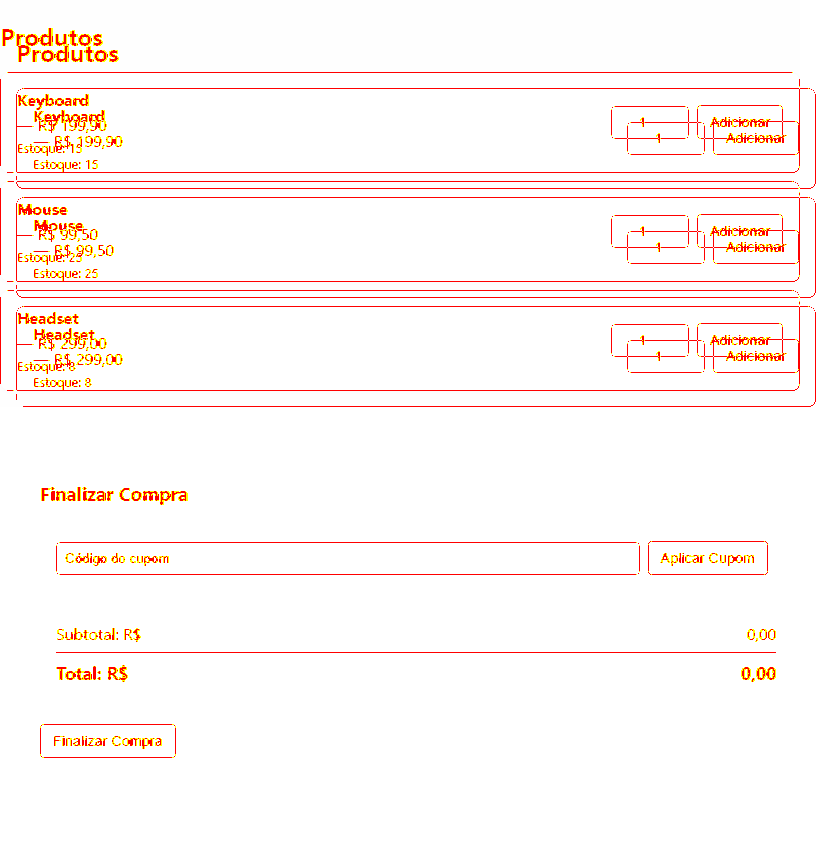 Produtos
Produtos
Keyboard
Keyboard
— R$ 199,90
— R$ 199,90
Estoque: 15
Estoque: 15
1 Adicionar
1 Adicionar
Mouse
Mouse
— R$ 99,50
— R$ 99,50
Estoque: 25
Estoque: 25
1 Adicionar
1 Adicionar
Headset
Headset
— R$ 299,00
— R$ 299,00
Estoque: 8
Estoque: 8
1 Adicionar
1 Adicionar
Finalizar Compra
Código do cupom Aplicar Cupom
Subtotal: R$ 0,00
Total: R$ 0,00
Finalizar Compra